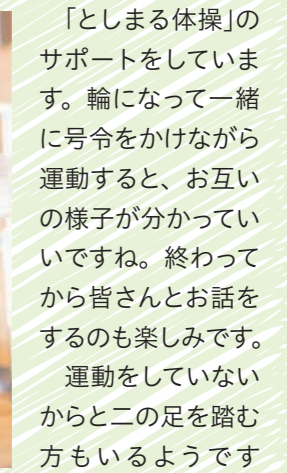 「としまる体操」の
サポートをしていま
す。輪になって一緒
に号令をかけながら
運動すると、お互い
の様子が分かってい
いですね。終わって
から皆さんとお話を
するのも楽しみです。
　運動をしていない
からと二の足を踏む
方もいるようです